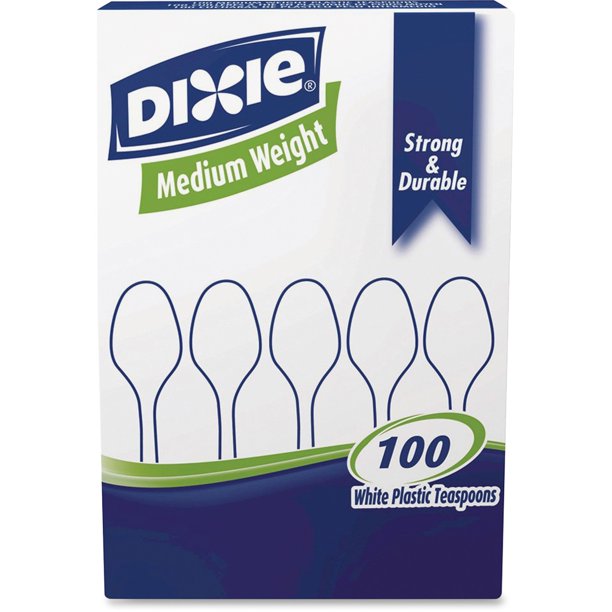 DIXIE®
Medium Weight
Strong
&
Durable
100
White Plastic Teaspoons